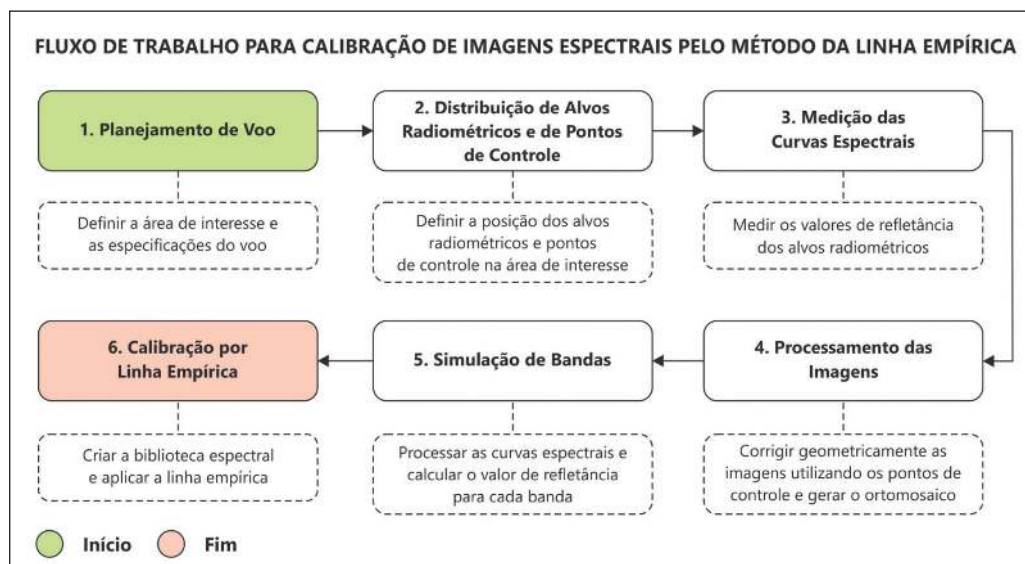 FLUXO DE TRABALHO PARA CALIBRAÇÃO DE IMAGENS ESPECTRAIS PELO MÉTODO DA LINHA EMPÍRICA
1. Planejamento de Voo
Definir a área de interesse e
as especificações do voo
2. Distribuição de Alvos
Radiométricos e de Pontos
de Controle
Definir a posição dos alvos
radiométricos e pontos
de controle na área de interesse
3. Medição das
Curvas Espectrais
Medir os valores de refletância
dos alvos radiométricos
4. Processamento das
Imagens
Corrigir geometricamente as
imagens utilizando os pontos de
controle e gerar o ortomosaico
5. Simulação de Bandas
Processar as curvas espectrais e
calcular o valor de refletância
para cada banda
6. Calibração por
Linha Empírica
Criar a biblioteca espectral
e aplicar a linha empírica
Início
Fim